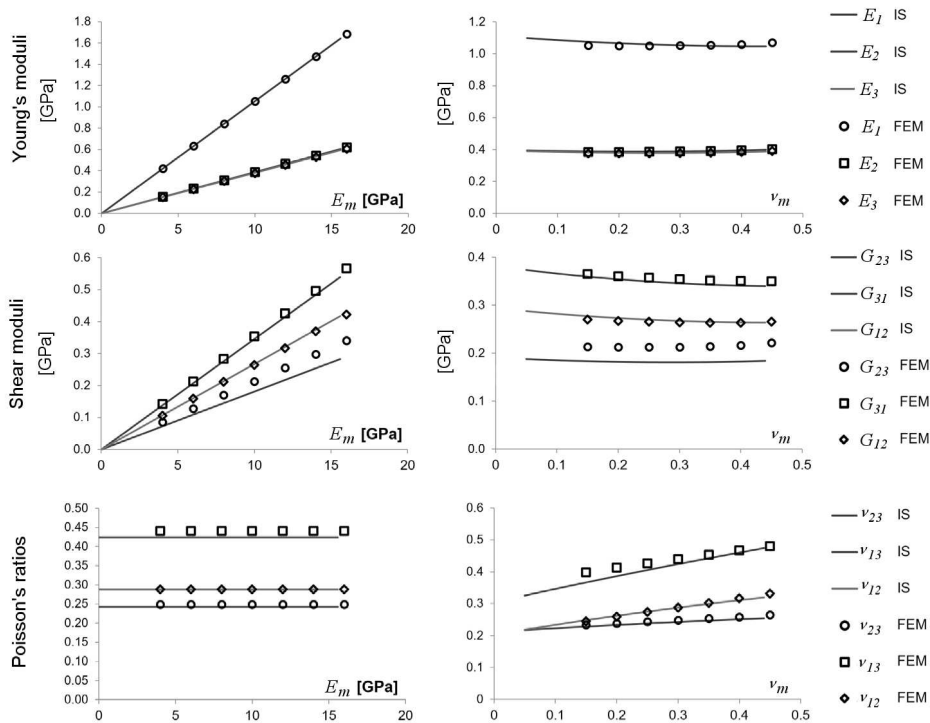 Young's moduli
[GPa]
1.8
1.6
1.4
1.2
1.0
0.8
0.6
0.4
0.2
0.0
0 5 10 15 20
E_m [GPa]
1.2
1.0
0.8
0.6
0.4
0.2
0.0
0 0.1 0.2 0.3 0.4 0.5
ν_m
E_1 IS
E_2 IS
E_3 IS
E_1 FEM
E_2 FEM
E_3 FEM
Shear moduli
[GPa]
0.6
0.5
0.4
0.3
0.2
0.1
0.0
0 5 10 15 20
E_m [GPa]
[GPa]
0.4
0.3
0.2
0.1
0.0
0 0.1 0.2 0.3 0.4 0.5
ν_m
G_23 IS
G_31 IS
G_12 IS
G_23 FEM
G_31 FEM
G_12 FEM
Poisson's ratios
0.50
0.45
0.40
0.35
0.30
0.25
0.20
0.15
0.10
0.05
0.00
0 5 10 15 20
E_m [GPa]
0.6
0.5
0.4
0.3
0.2
0.1
0
0 0.1 0.2 0.3 0.4 0.5
ν_m
ν_23 IS
ν_13 IS
ν_12 IS
ν_23 FEM
ν_13 FEM
ν_12 FEM